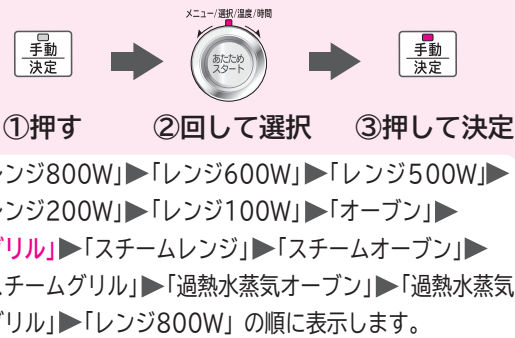 メニュー/選択/温度/時間
手動
決定
あたため
スタート
手動
決定
①押す ②回して選択 ③押して決定
ンジ800W」▶「レンジ600W」▶「レンジ500W」▶
ンジ200W」▶「レンジ100W」▶「オーブン」▶
リル」▶「スチームレンジ」▶「スチームオーブン」▶
チームグリル」▶「過熱水蒸気オーブン」▶「過熱水蒸気
リル」▶「レンジ800W」の順に表示します。